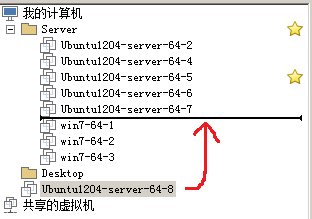 我的计算机
Server
Ubuntu1204-server-64-2
Ubuntu1204-server-64-4
Ubuntu1204-server-64-5
Ubuntu1204-server-64-6
Ubuntu1204-server-64-7
win7-64-1
win7-64-2
win7-64-3
Desktop
Ubuntu1204-server-64-8
共享的虚拟机